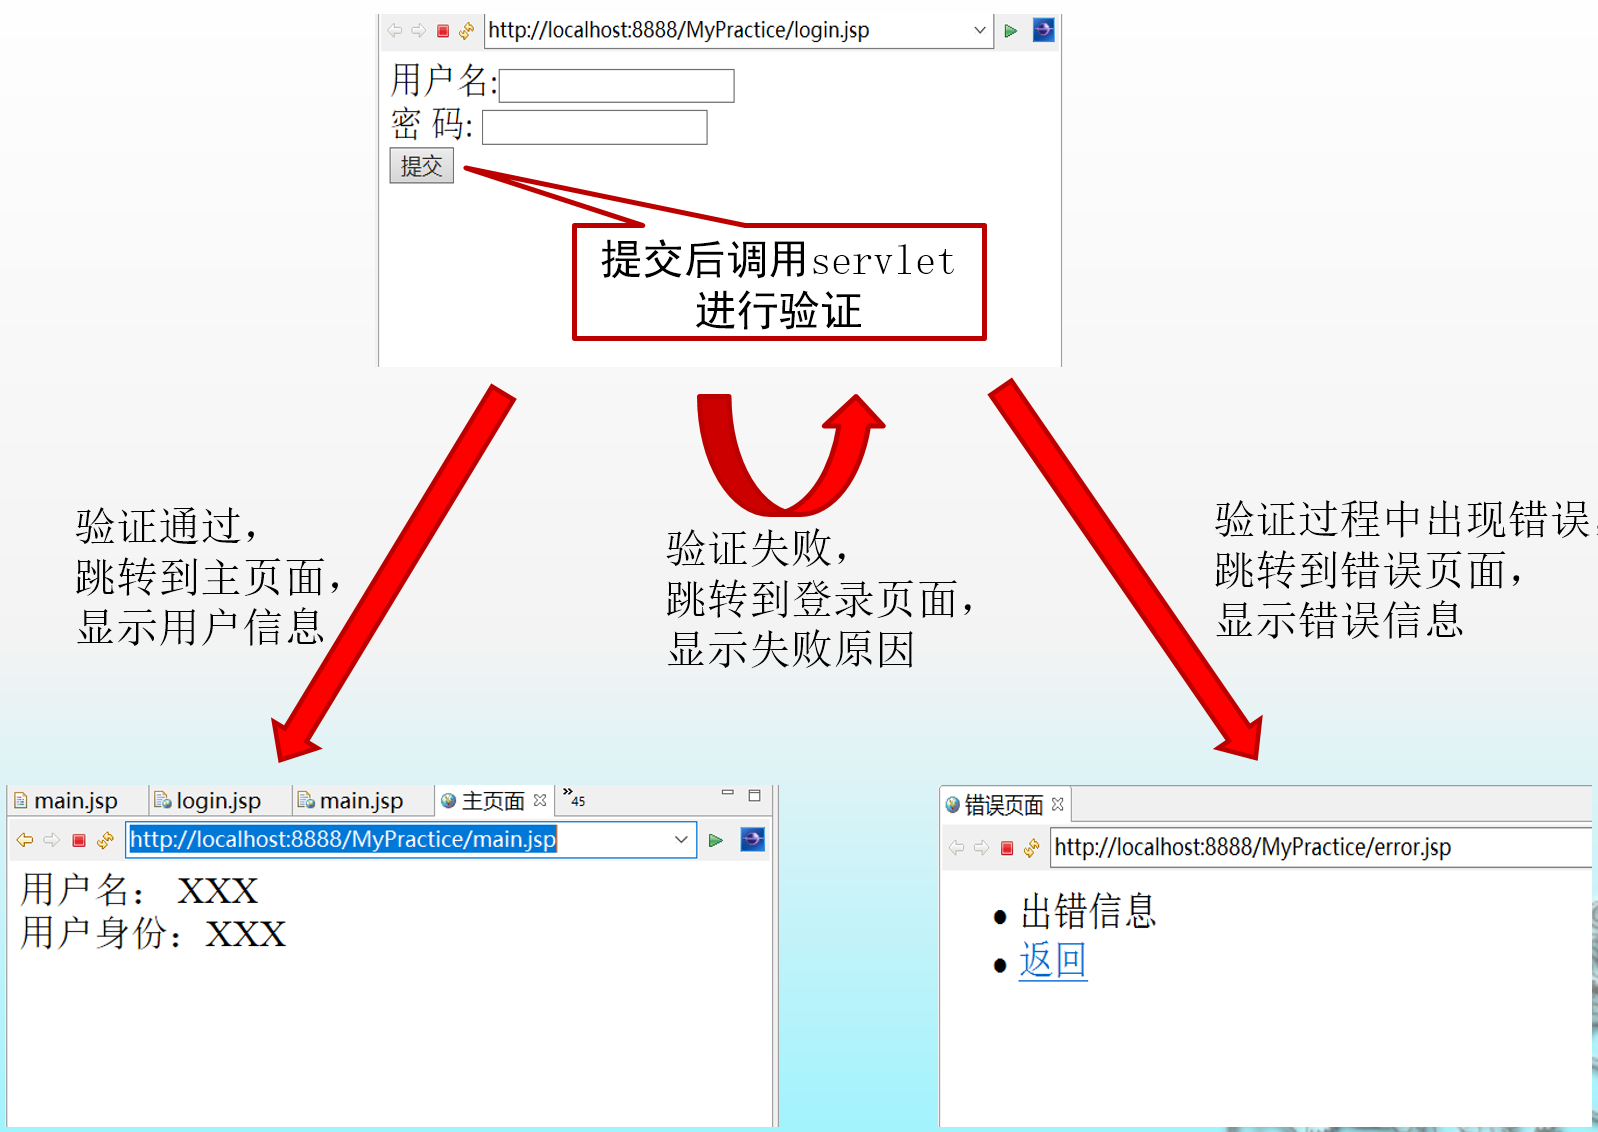 http://localhost:8888/MyPractice/login.jsp
用户名:
密 码:
提交
提交后调用servlet
进行验证
验证通过，
跳转到主页面，
显示用户信息
验证失败，
跳转到登录页面，
显示失败原因
验证过程中出现错误，
跳转到错误页面，
显示错误信息
main.jsp login.jsp main.jsp 主页面 »45
http://localhost:8888/MyPractice/main.jsp
用户名： XXX
用户身份：XXX
错误页面
http://localhost:8888/MyPractice/error.jsp
• 出错信息
• 返回